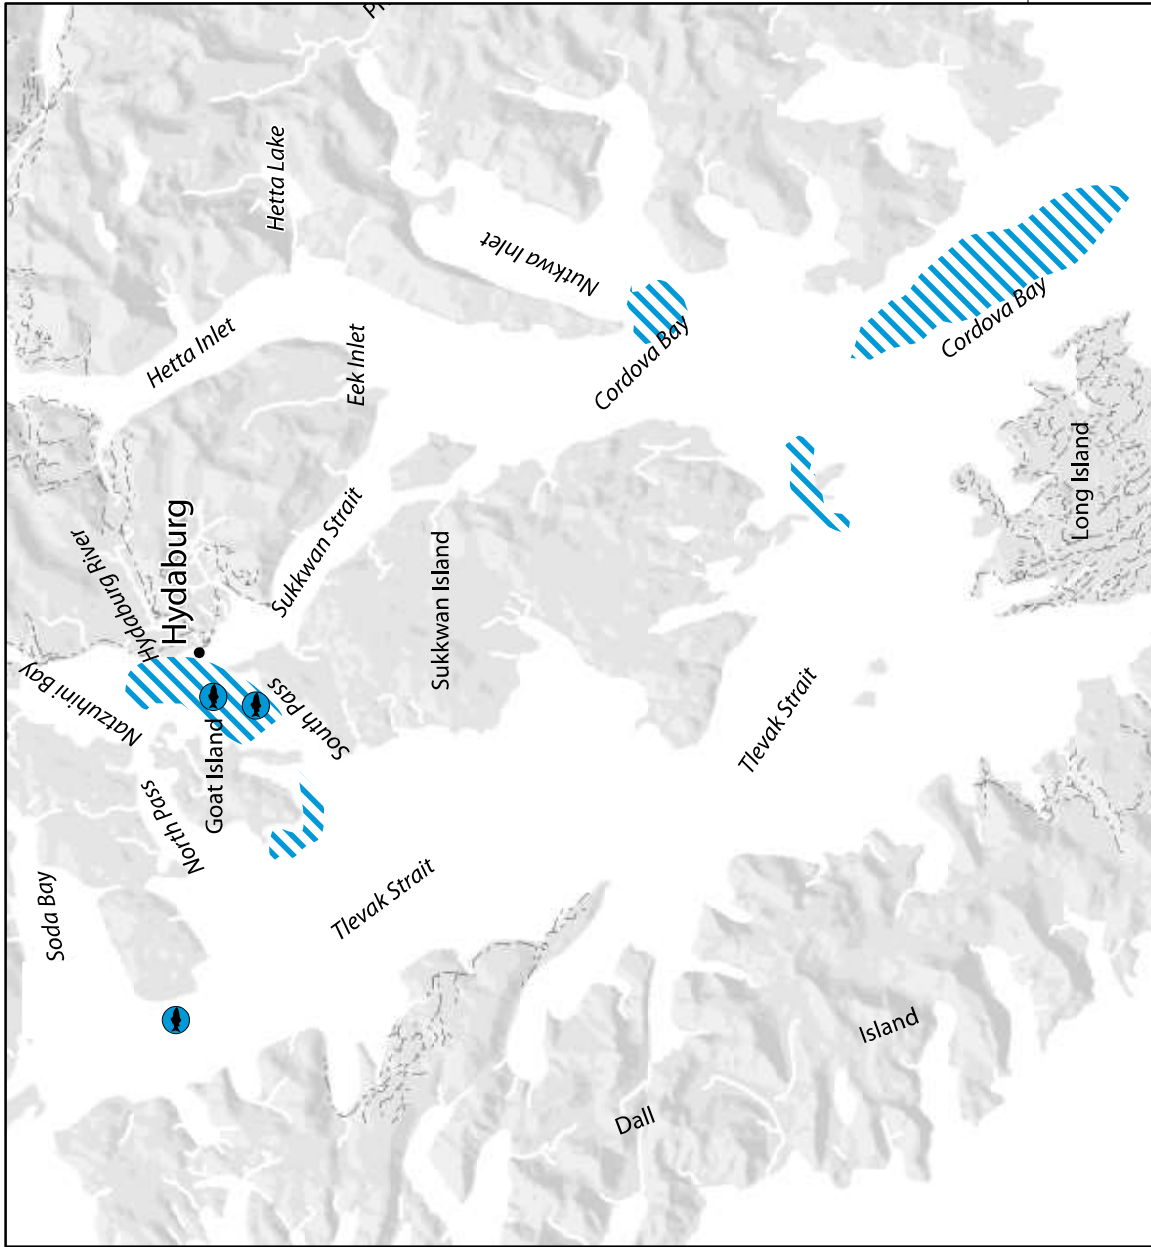 Hetta Lake
Nutkwa Inlet
Hetta Inlet
Eek Inlet
Cordova Bay
Cordova Bay
Hydaburg River
Hydaburg
Sukkwan Strait
Sukkwan Island
Long Island
Natzuhini Bay
South Pass
Goat Island
North Pass
Tlevak Strait
Soda Bay
Tlevak Strait
Dall
Island